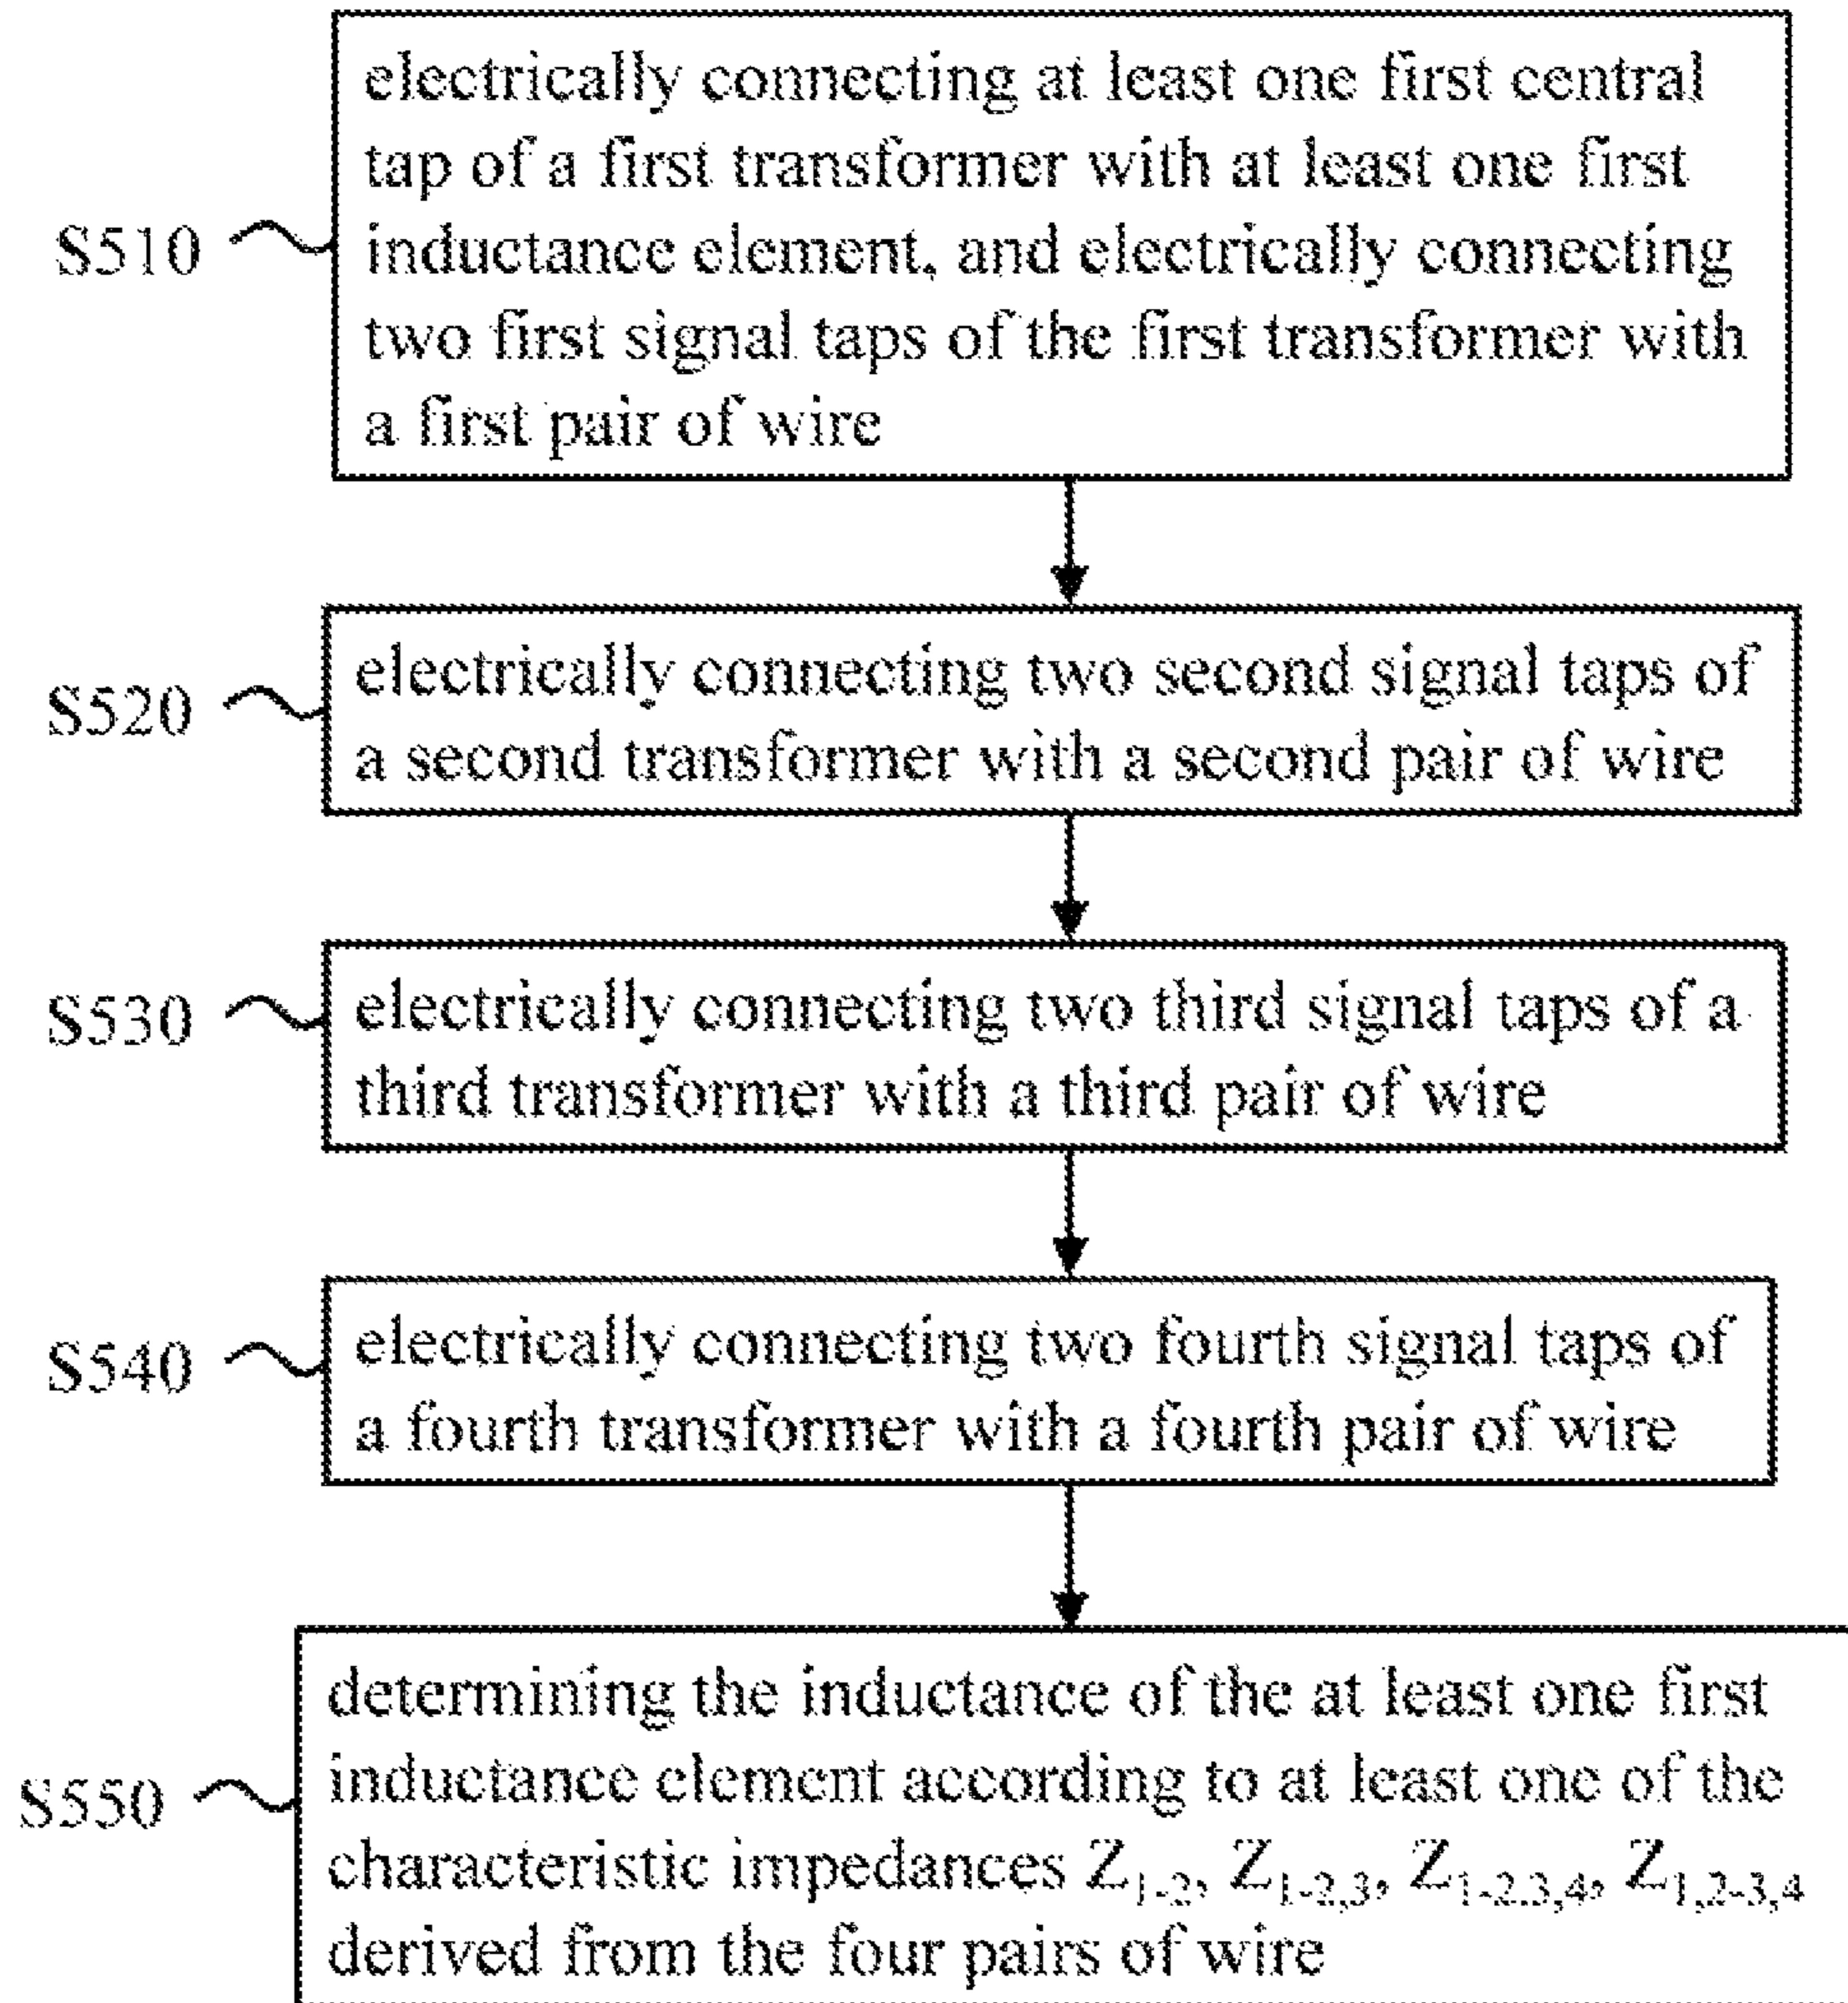 S510
electrically connecting at least one first central
tap of a first transformer with at least one first
inductance element, and electrically connecting
two first signal taps of the first transformer with
a first pair of wire
S520
electrically connecting two second signal taps of
a second transformer with a second pair of wire
S530
electrically connecting two third signal taps of a
third transformer with a third pair of wire
S540
electrically connecting two fourth signal taps of
a fourth transformer with a fourth pair of wire
S550
determining the inductance of the at least one first
inductance element according to at least one of the
characteristic impedances Z1-2, Z1-2,3, Z1-2.3,4, Z1,2-3,4
derived from the four pairs of wire